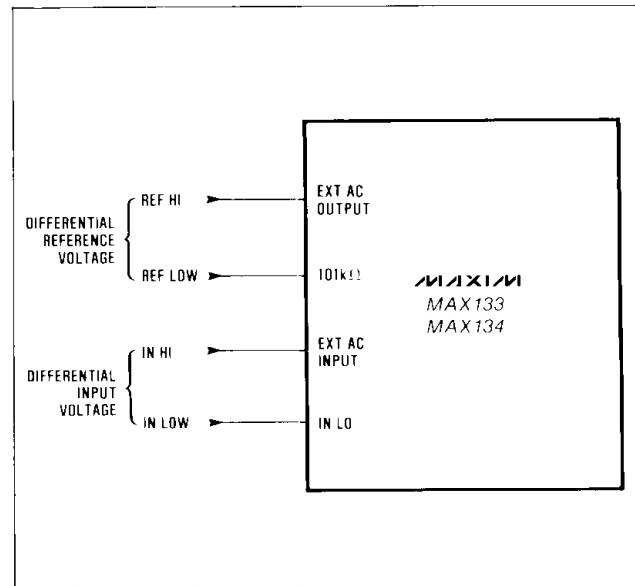 REF HI
EXT AC
OUTPUT
DIFFERENTIAL
REFERENCE
VOLTAGE
REF LOW
101kΩ
MAXIM
MAX133
MAX134
IN HI
EXT AC
INPUT
DIFFERENTIAL
INPUT
VOLTAGE
IN LOW
IN LO